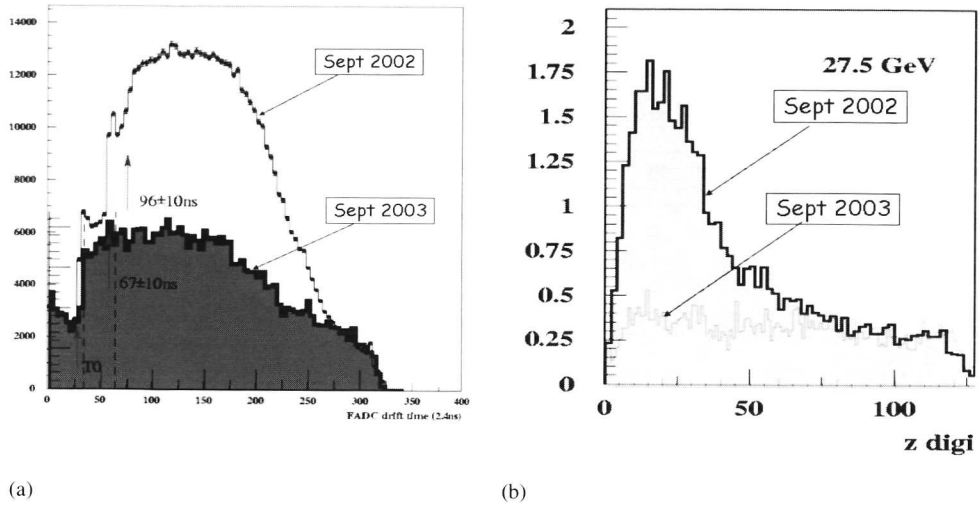 14000
12000
10000
8000
6000
4000
2000
0
Sept 2002
96±10ns
Sept 2003
67±10ns
T0
0 50 100 150 200 250 300 350 400
FADC drift time (2.4ns)
(a)
2
1.75
1.5
1.25
1
0.75
0.5
0.25
0
27.5 GeV
Sept 2002
Sept 2003
0 50 100
z digi
(b)